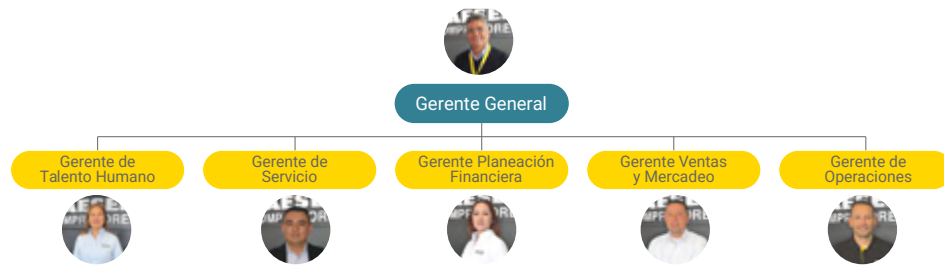 Gerente General
Gerente de
Talento Humano
Gerente de
Servicio
Gerente Planeación
Financiera
Gerente Ventas
y Mercadeo
Gerente de
Operaciones